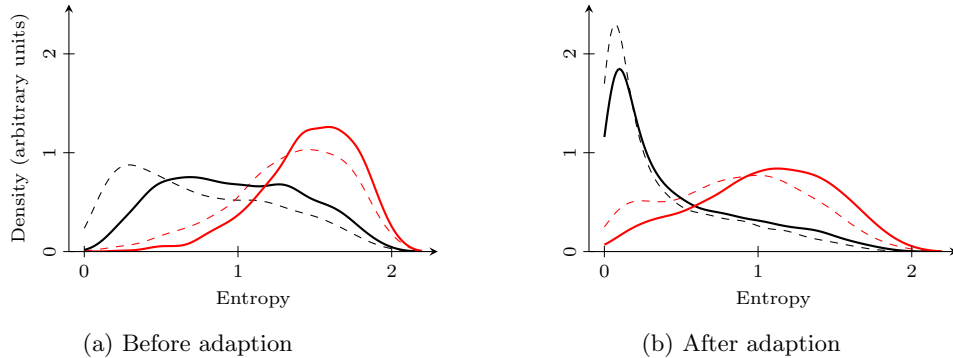 Density (arbitrary units)
2
1
0
0 1 2
Entropy
(a) Before adaption
2
1
0
0 1 2
Entropy
(b) After adaption